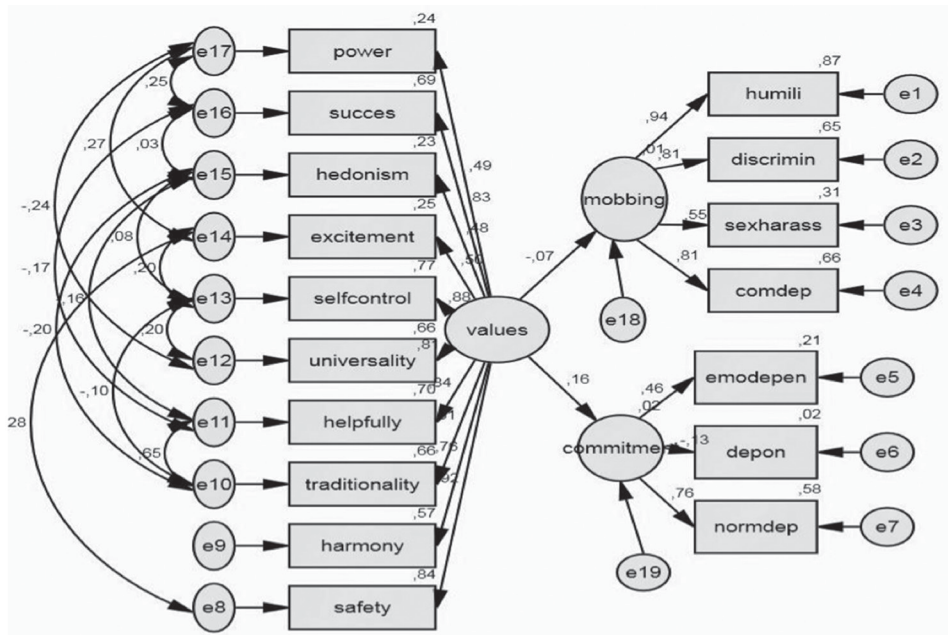 ,24
e17
power
,25
,69
e16
succes
,27
,03
,23
e15
hedonism
-,24
,25
e14
excitement
,08
-,17
,20
,77
e13
selfcontrol
,16
-,20
,20
,66
e12
universality
-,10
,70
e11
helpfully
28
,65
,66
e10
traditionality
,57
e9
harmony
,84
e8
safety
,49
,83
,48
,50
,88
,81
,84
,76
,92
values
-,07
,16
mobbing
,01
,94
,81
,55
,81
,87
humili
e1
,65
discrimin
e2
,31
sexharass
e3
,66
comdep
e4
e18
commitment
,02
,46
-,13
,76
,21
emodepen
e5
,02
depon
e6
,58
normdep
e7
e19